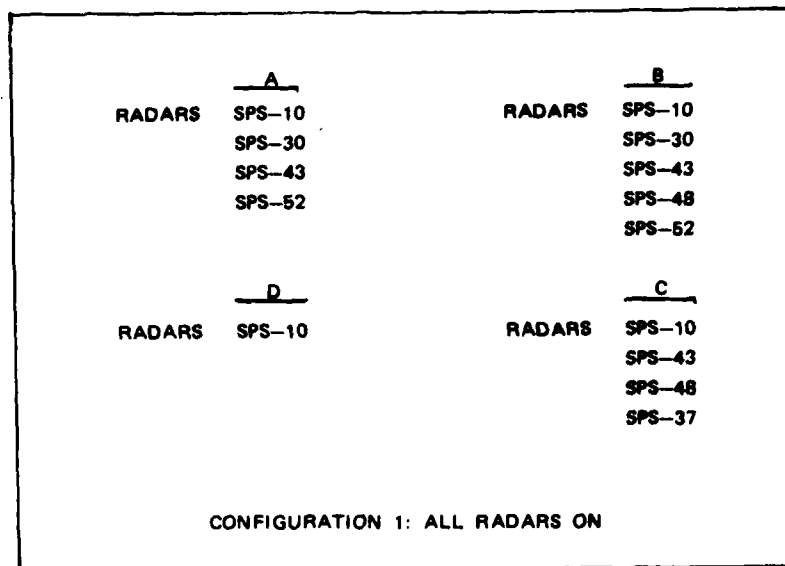 A
RADARS SPS–10
SPS–30
SPS–43
SPS–52
B
RADARS SPS–10
SPS–30
SPS–43
SPS–48
SPS–52
D
RADARS SPS–10
C
RADARS SPS–10
SPS–43
SPS–48
SPS–37
CONFIGURATION 1: ALL RADARS ON